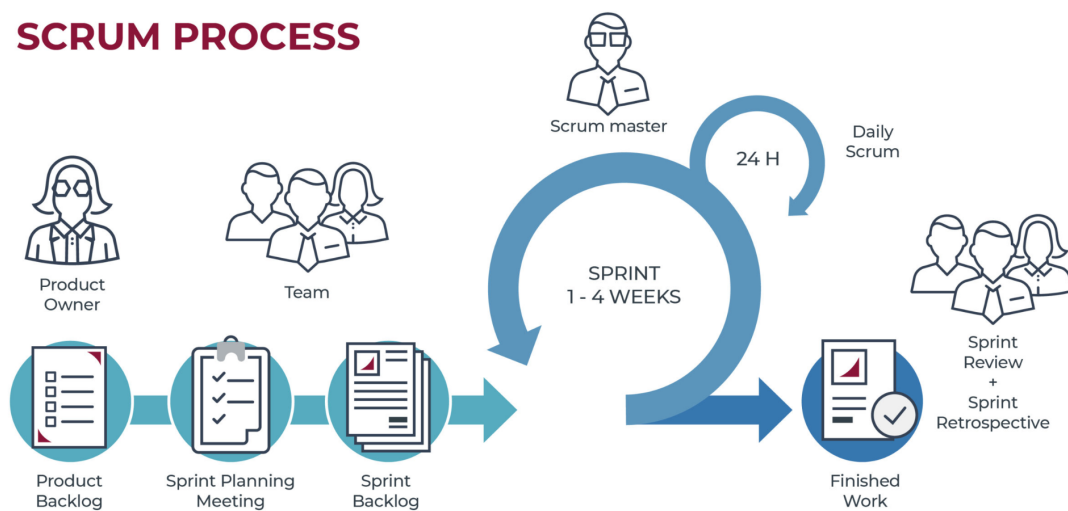 SCRUM PROCESS
Scrum master
24 H
Daily
Scrum
Product
Owner
Team
SPRINT
1 - 4 WEEKS
Sprint
Review
+
Sprint
Retrospective
Product
Backlog
Sprint Planning
Meeting
Sprint
Backlog
Finished
Work